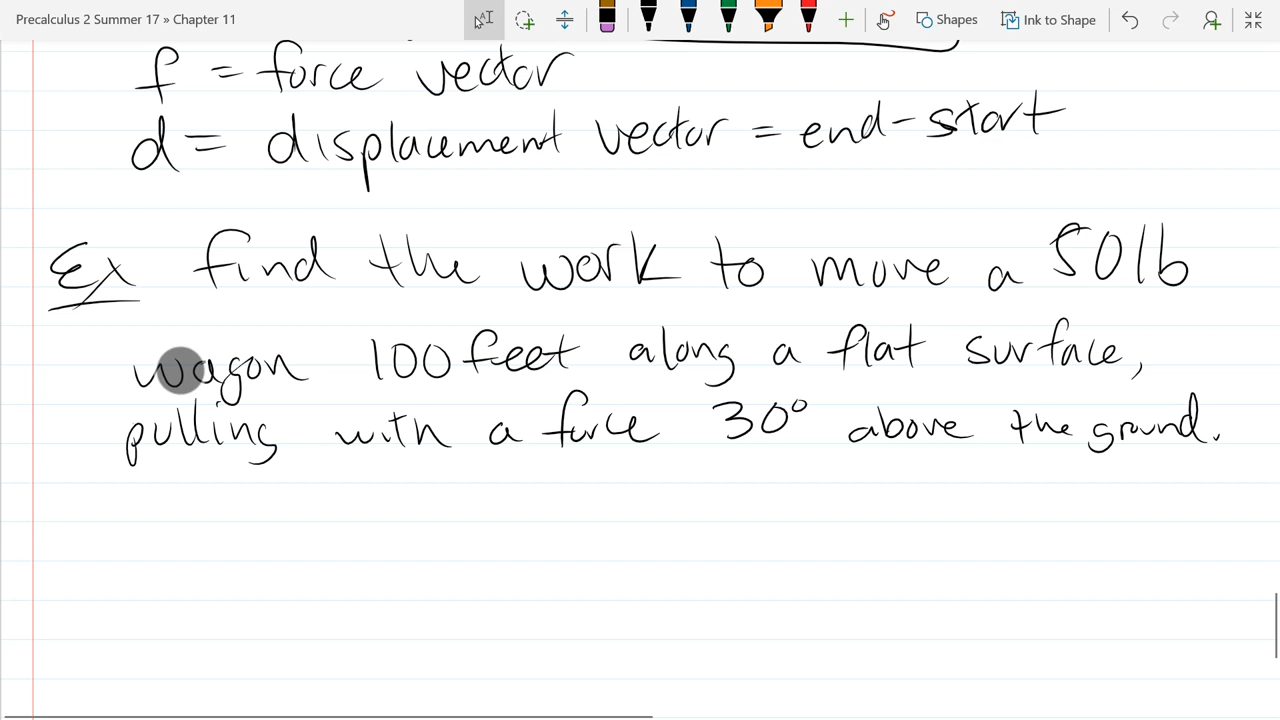 Precalculus 2 Summer 17 » Chapter 11
Shapes
Ink to Shape
f = force vector
d = displacement vector = end-start
Ex find the work to move a 50lb
wagon 100 feet along a flat surface,
pulling with a force 30° above the ground.